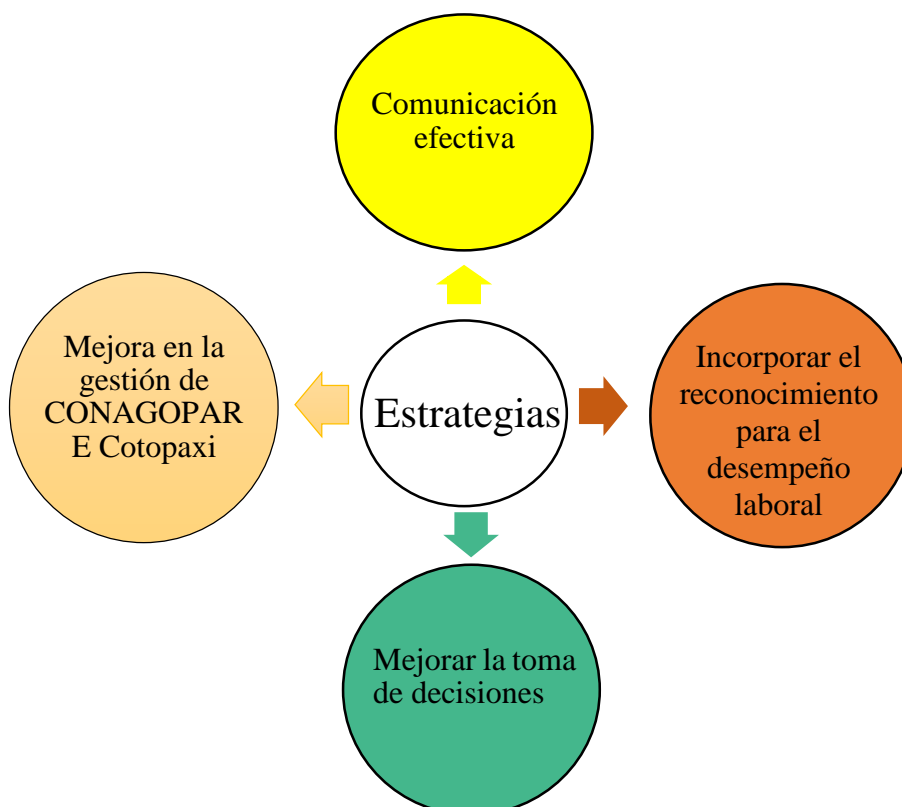 Comunicación
efectiva
Mejora en la
gestión de
CONAGOPAR
E Cotopaxi
Estrategias
Incorporar el
reconocimiento
para el
desempeño
laboral
Mejorar la toma
de decisiones